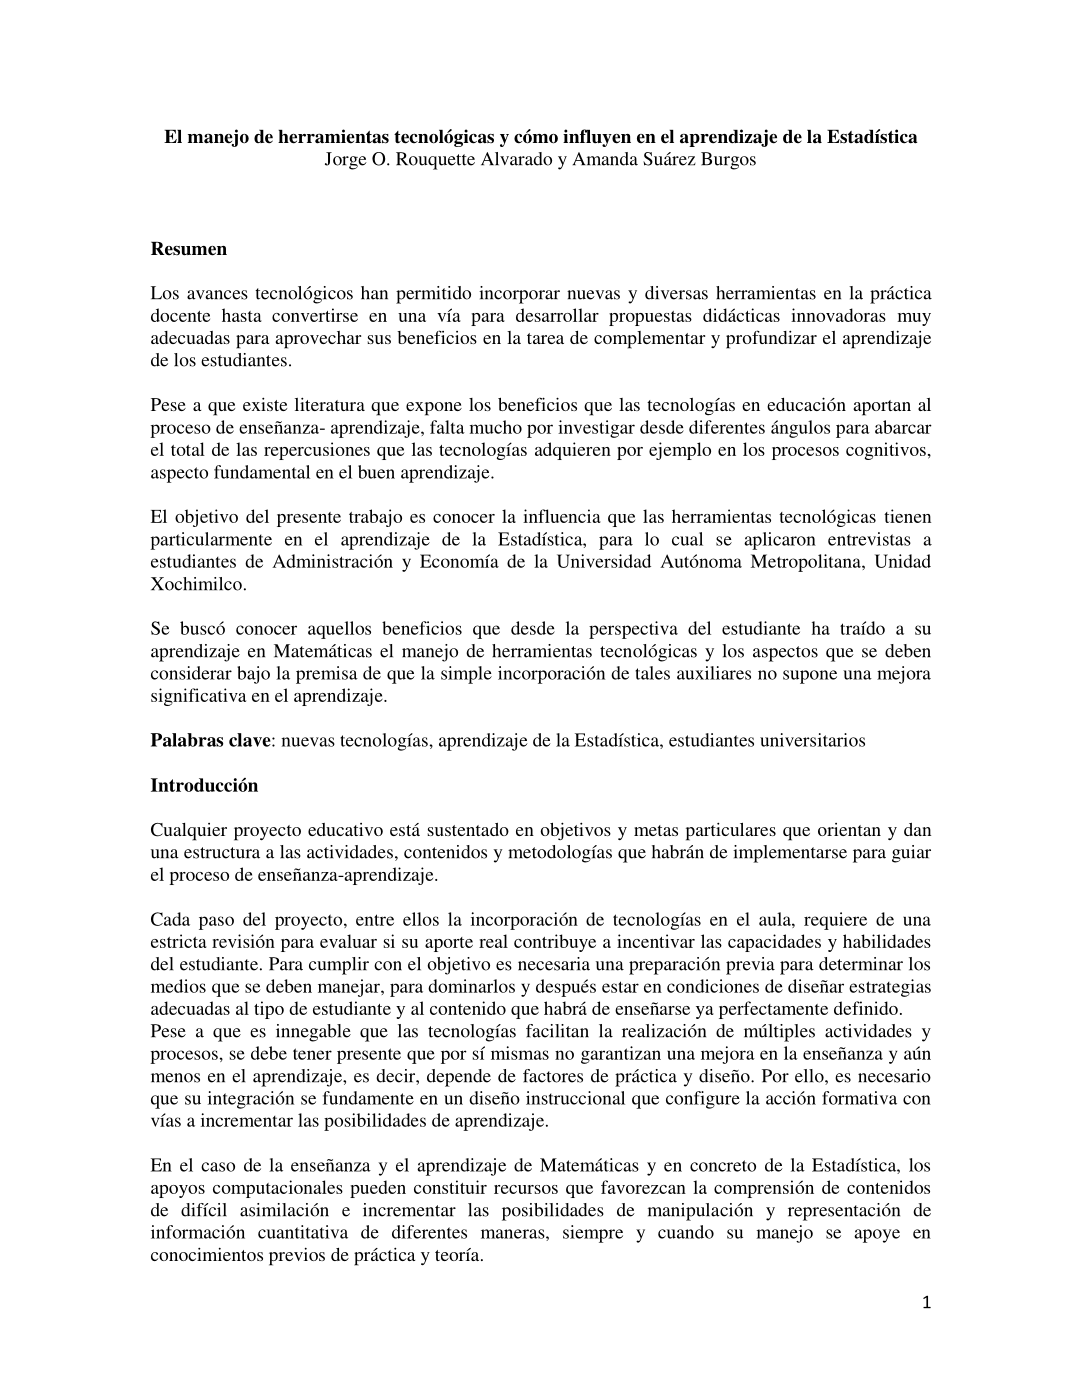 El manejo de herramientas tecnológicas y cómo influyen en el aprendizaje de la Estadística
Jorge O. Rouquette Alvarado y Amanda Suárez Burgos
Resumen
Los avances tecnológicos han permitido incorporar nuevas y diversas herramientas en la práctica
docente hasta convertirse en una vía para desarrollar propuestas didácticas innovadoras muy
adecuadas para aprovechar sus beneficios en la tarea de complementar y profundizar el aprendizaje
de los estudiantes.
Pese a que existe literatura que expone los beneficios que las tecnologías en educación aportan al
proceso de enseñanza- aprendizaje, falta mucho por investigar desde diferentes ángulos para abarcar
el total de las repercusiones que las tecnologías adquieren por ejemplo en los procesos cognitivos,
aspecto fundamental en el buen aprendizaje.
El objetivo del presente trabajo es conocer la influencia que las herramientas tecnológicas tienen
particularmente en el aprendizaje de la Estadística, para lo cual se aplicaron entrevistas a
estudiantes de Administración y Economía de la Universidad Autónoma Metropolitana, Unidad
Xochimilco.
Se buscó conocer aquellos beneficios que desde la perspectiva del estudiante ha traído a su
aprendizaje en Matemáticas el manejo de herramientas tecnológicas y los aspectos que se deben
considerar bajo la premisa de que la simple incorporación de tales auxiliares no supone una mejora
significativa en el aprendizaje.
Palabras clave: nuevas tecnologías, aprendizaje de la Estadística, estudiantes universitarios
Introducción
Cualquier proyecto educativo está sustentado en objetivos y metas particulares que orientan y dan
una estructura a las actividades, contenidos y metodologías que habrán de implementarse para guiar
el proceso de enseñanza-aprendizaje.
Cada paso del proyecto, entre ellos la incorporación de tecnologías en el aula, requiere de una
estricta revisión para evaluar si su aporte real contribuye a incentivar las capacidades y habilidades
del estudiante. Para cumplir con el objetivo es necesaria una preparación previa para determinar los
medios que se deben manejar, para dominarlos y después estar en condiciones de diseñar estrategias
adecuadas al tipo de estudiante y al contenido que habrá de enseñarse ya perfectamente definido.
Pese a que es innegable que las tecnologías facilitan la realización de múltiples actividades y
procesos, se debe tener presente que por sí mismas no garantizan una mejora en la enseñanza y aún
menos en el aprendizaje, es decir, depende de factores de práctica y diseño. Por ello, es necesario
que su integración se fundamente en un diseño instruccional que configure la acción formativa con
vías a incrementar las posibilidades de aprendizaje.
En el caso de la enseñanza y el aprendizaje de Matemáticas y en concreto de la Estadística, los
apoyos computacionales pueden constituir recursos que favorezcan la comprensión de contenidos
de difícil asimilación e incrementar las posibilidades de manipulación y representación de
información cuantitativa de diferentes maneras, siempre y cuando su manejo se apoye en
conocimientos previos de práctica y teoría.
1